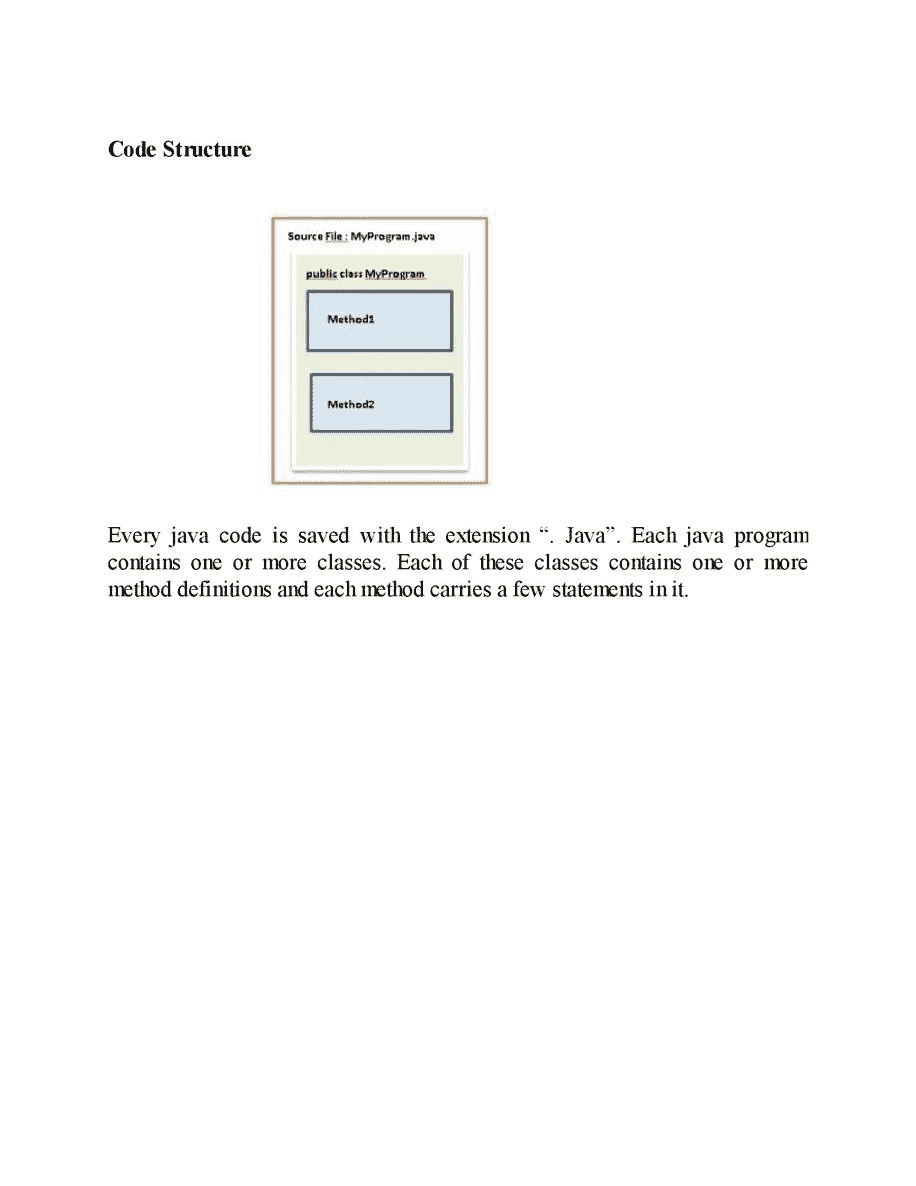 Code Structure
Source File : MyProgram.java
public class MyProgram
Method1
Method2
Every java code is saved with the extension “. Java”. Each java program
contains one or more classes. Each of these classes contains one or more
method definitions and each method carries a few statements in it.